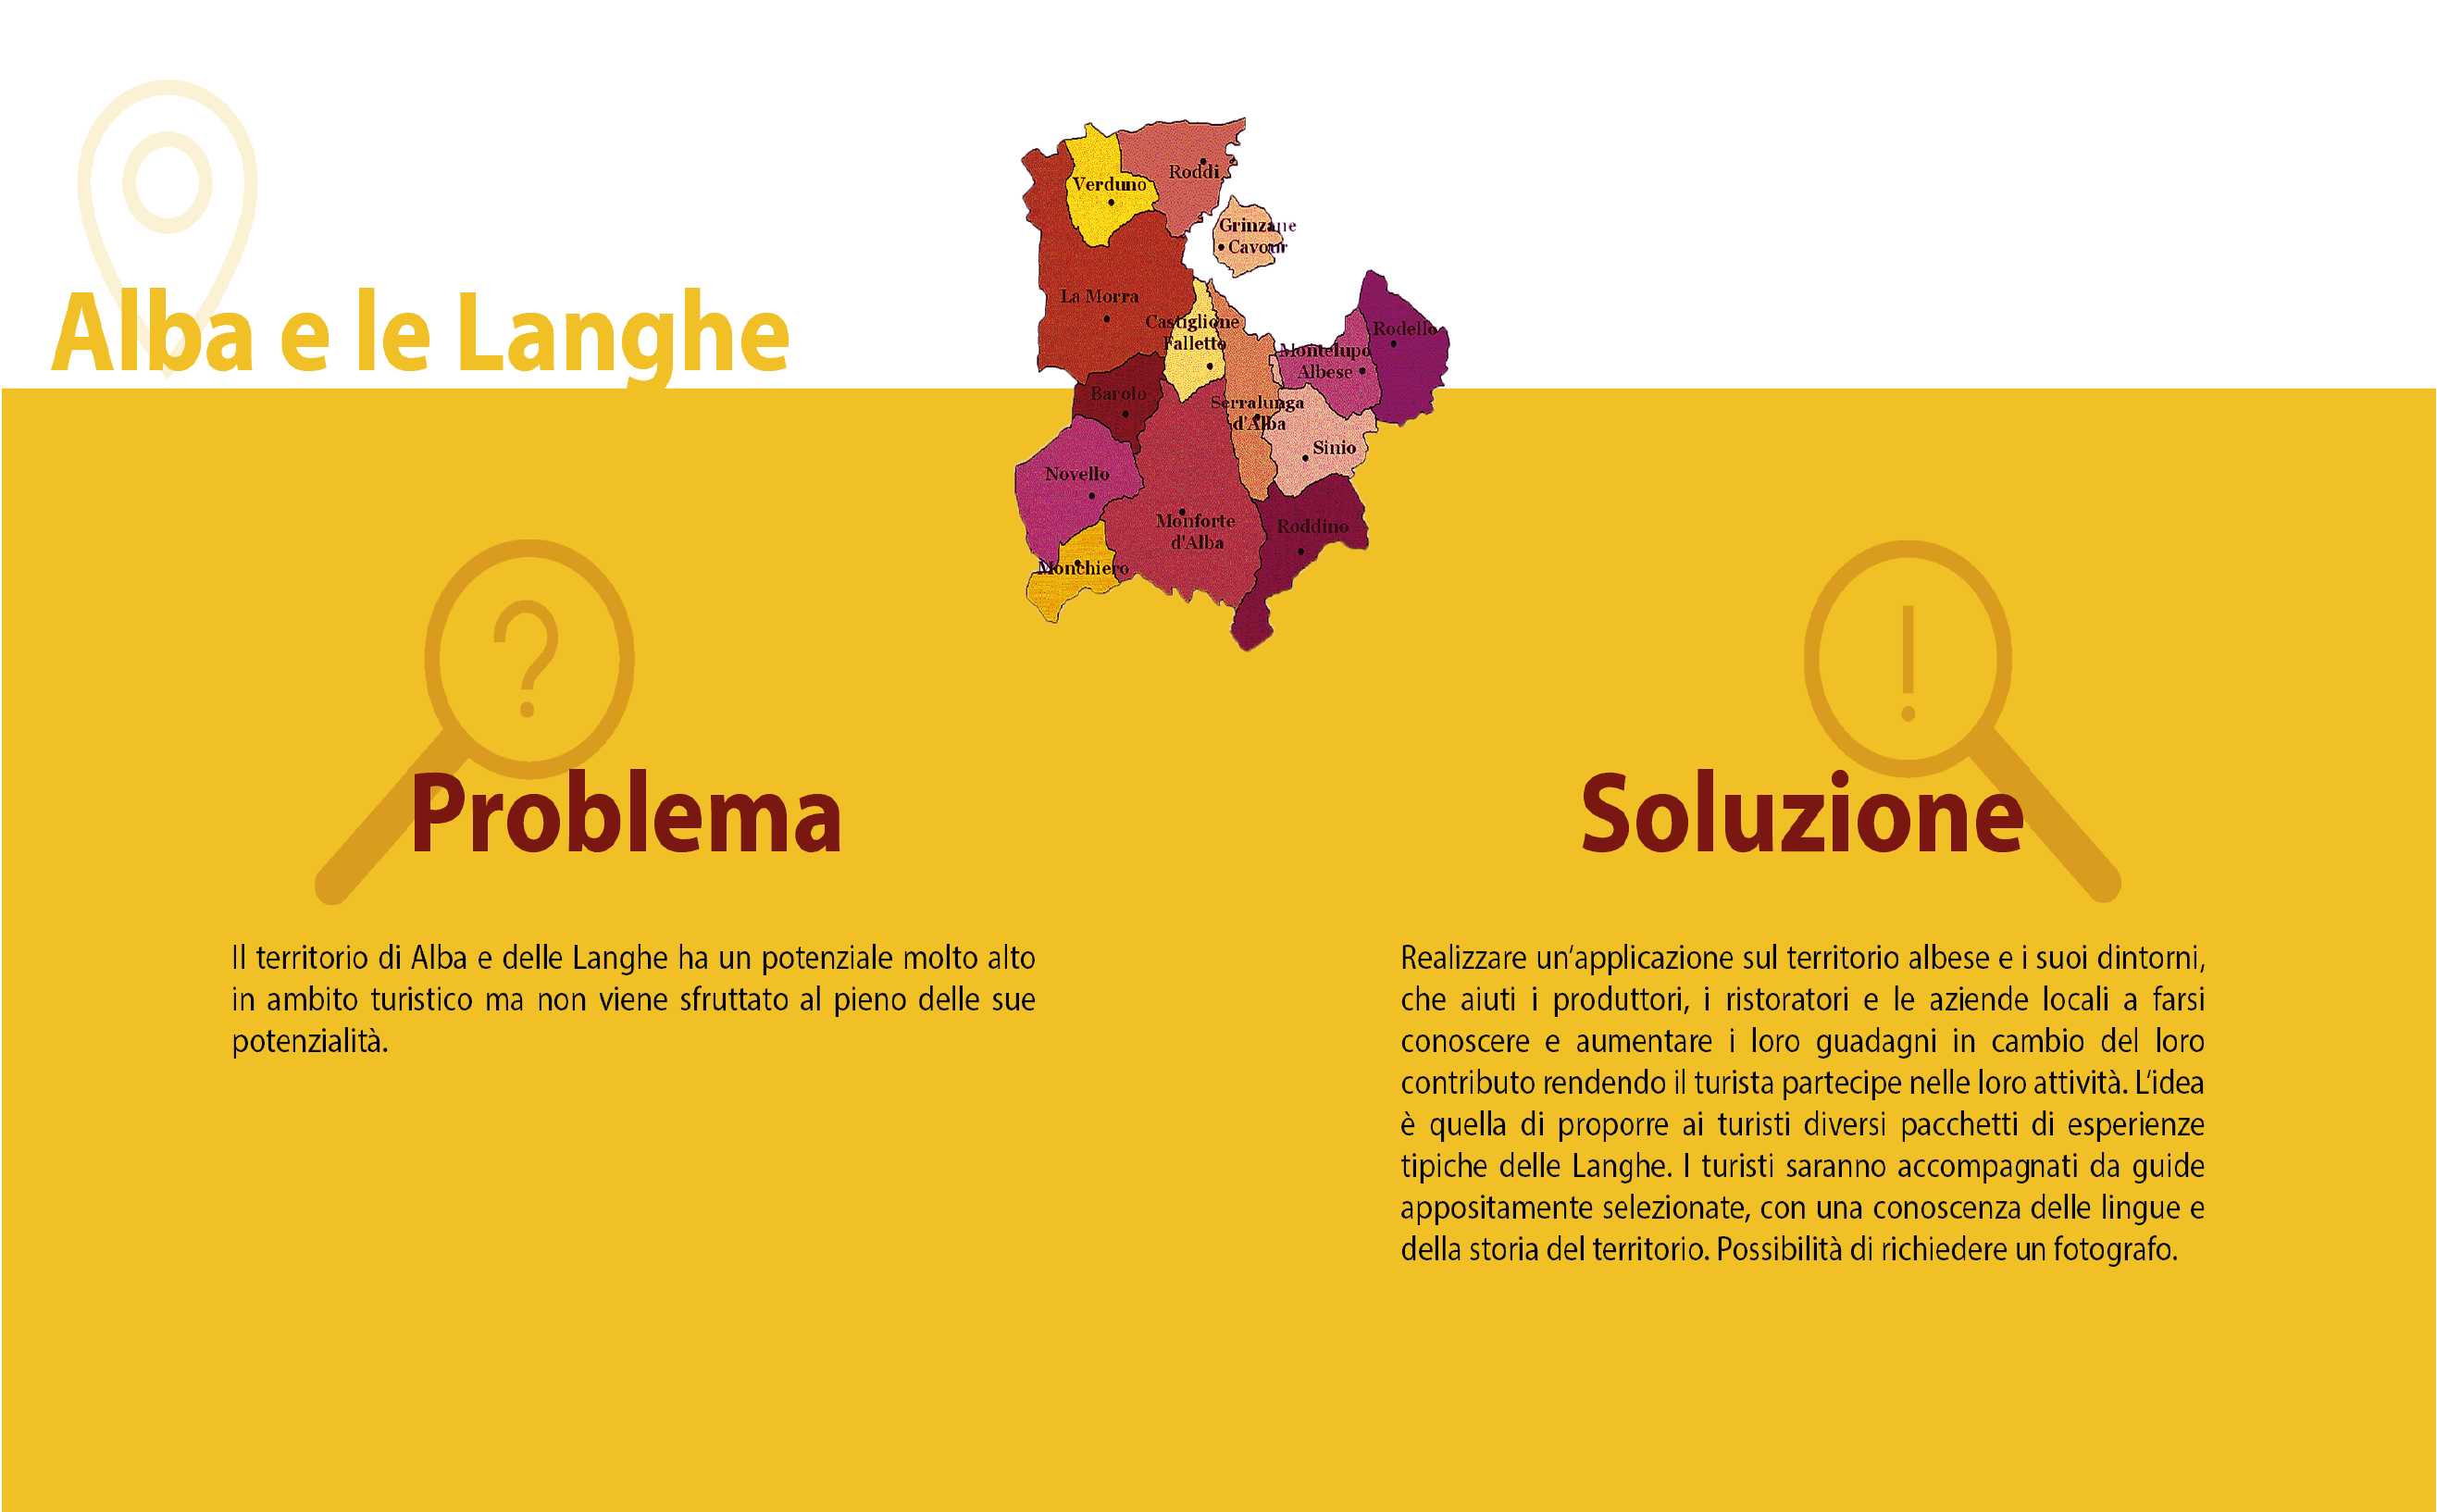 Alba e le Langhe
Verduno
Roddi
Grinzane
Cavour
La Morra
Castiglione
Falletto
Rodello
Montelupo
Albese
Barolo
Serralunga
d'Alba
Sinio
Novello
Monforte
d'Alba
Roddino
Monchiero
?
!
Problema
Il territorio di Alba e delle Langhe ha un potenziale molto alto
in ambito turistico ma non viene sfruttato al pieno delle sue
potenzialità.
Soluzione
Realizzare un'applicazione sul territorio albese e i suoi dintorni,
che aiuti i produttori, i ristoratori e le aziende locali a farsi
conoscere e aumentare i loro guadagni in cambio del loro
contributo rendendo il turista partecipe nelle loro attività. L'idea
è quella di proporre ai turisti diversi pacchetti di esperienze
tipiche delle Langhe. I turisti saranno accompagnati da guide
appositamente selezionate, con una conoscenza delle lingue e
della storia del territorio. Possibilità di richiedere un fotografo.